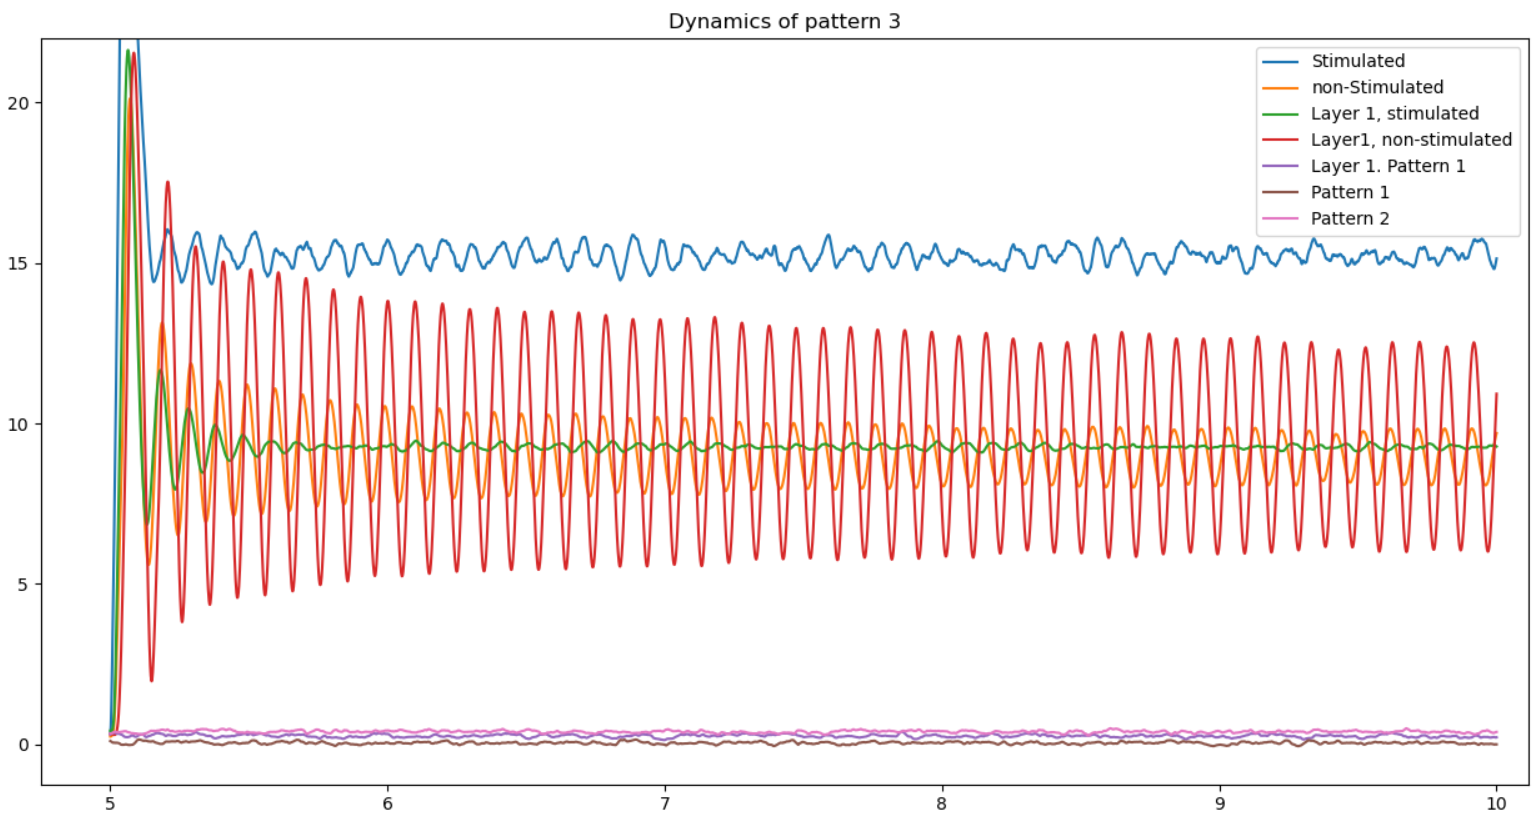 Dynamics of pattern 3
20
15
10
5
0
Stimulated
non-Stimulated
Layer 1, stimulated
Layer1, non-stimulated
Layer 1. Pattern 1
Pattern 1
Pattern 2
5 6 7 8 9 10